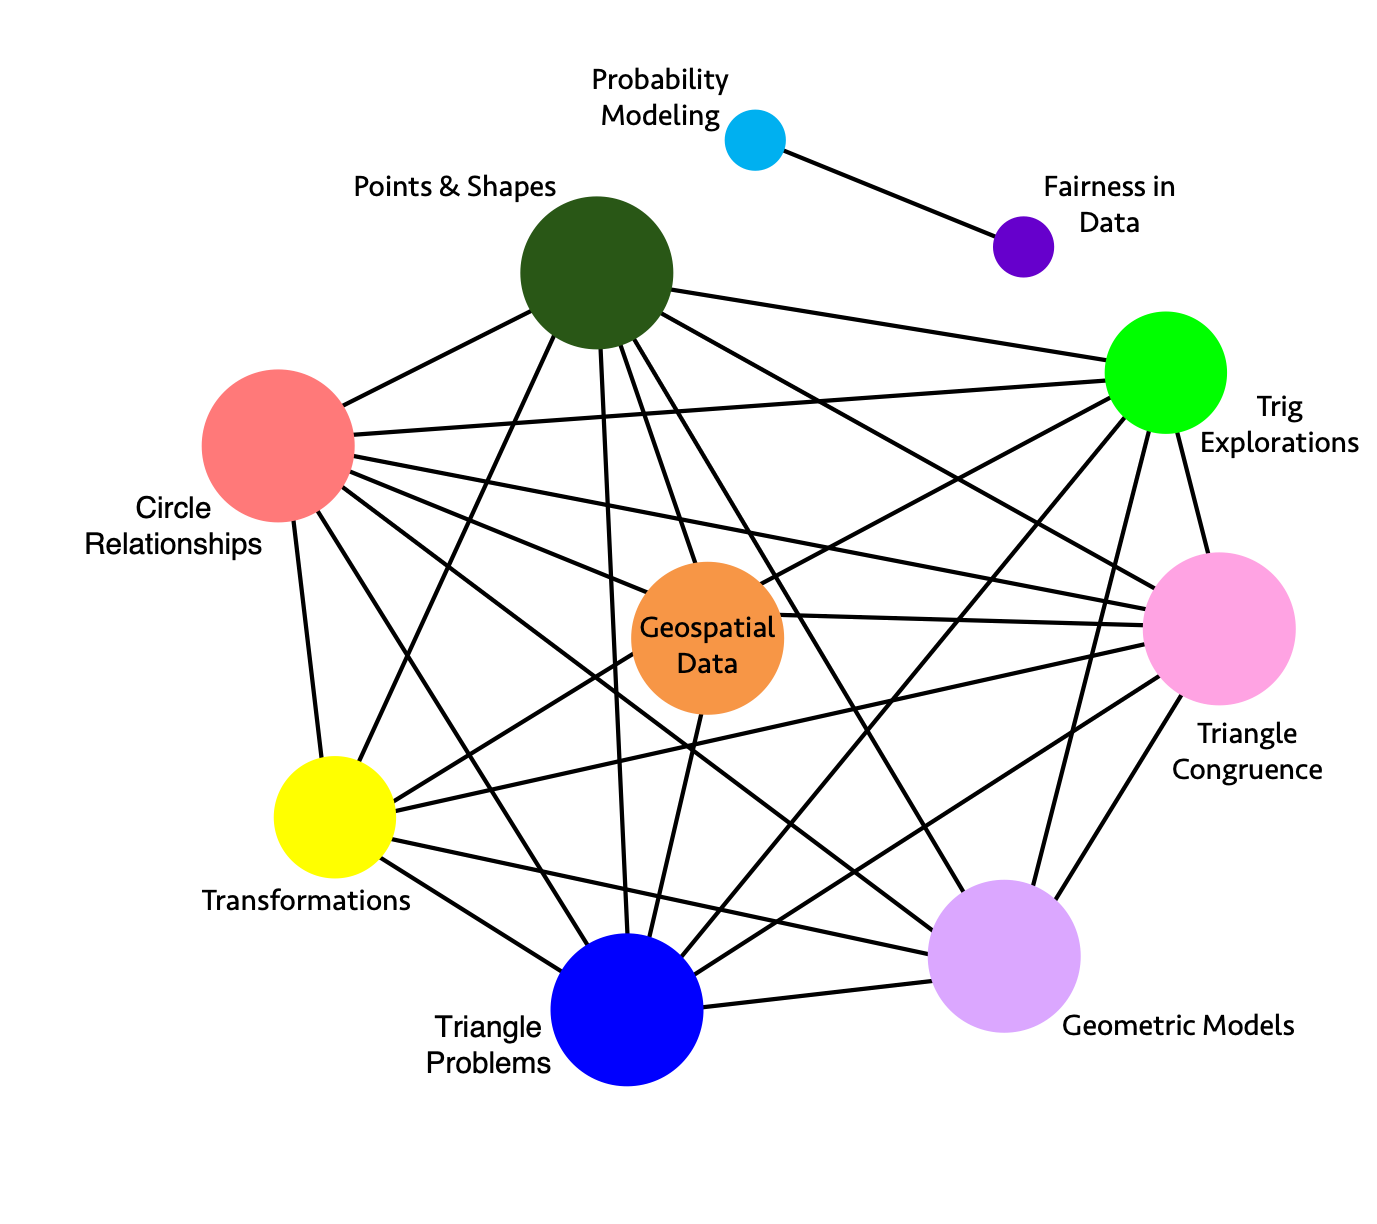 Probability
Modeling
Points & Shapes
Fairness in
Data
Trig
Explorations
Circle
Relationships
Geospatial
Data
Triangle
Congruence
Transformations
Triangle
Problems
Geometric Models